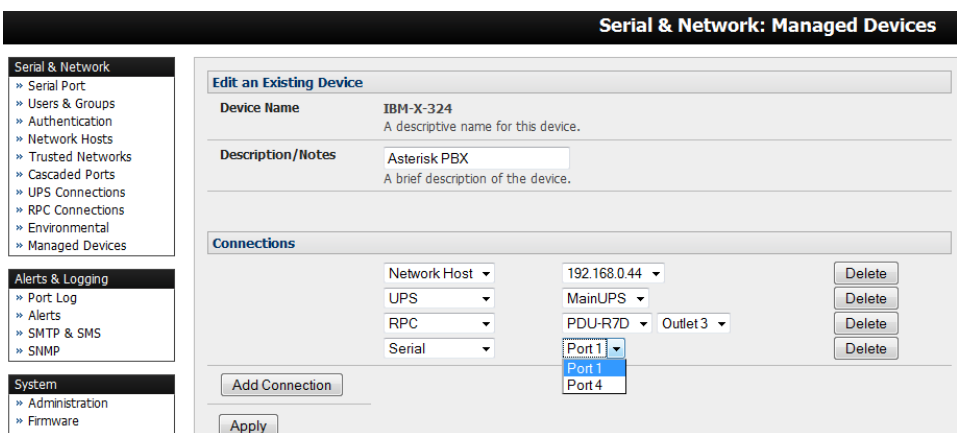 Serial & Network: Managed Devices
Serial & Network
» Serial Port
» Users & Groups
» Authentication
» Network Hosts
» Trusted Networks
» Cascaded Ports
» UPS Connections
» RPC Connections
» Environmental
» Managed Devices
Alerts & Logging
» Port Log
» Alerts
» SMTP & SMS
» SNMP
System
» Administration
» Firmware
Edit an Existing Device
Device Name IBM-X-324
A descriptive name for this device.
Description/Notes Asterisk PBX
A brief description of the device.
Connections
Network Host 192.168.0.44 Delete
UPS MainUPS Delete
RPC PDU-R7D Outlet 3 Delete
Serial Port 1 Delete
Port 1
Port 4
Add Connection
Apply